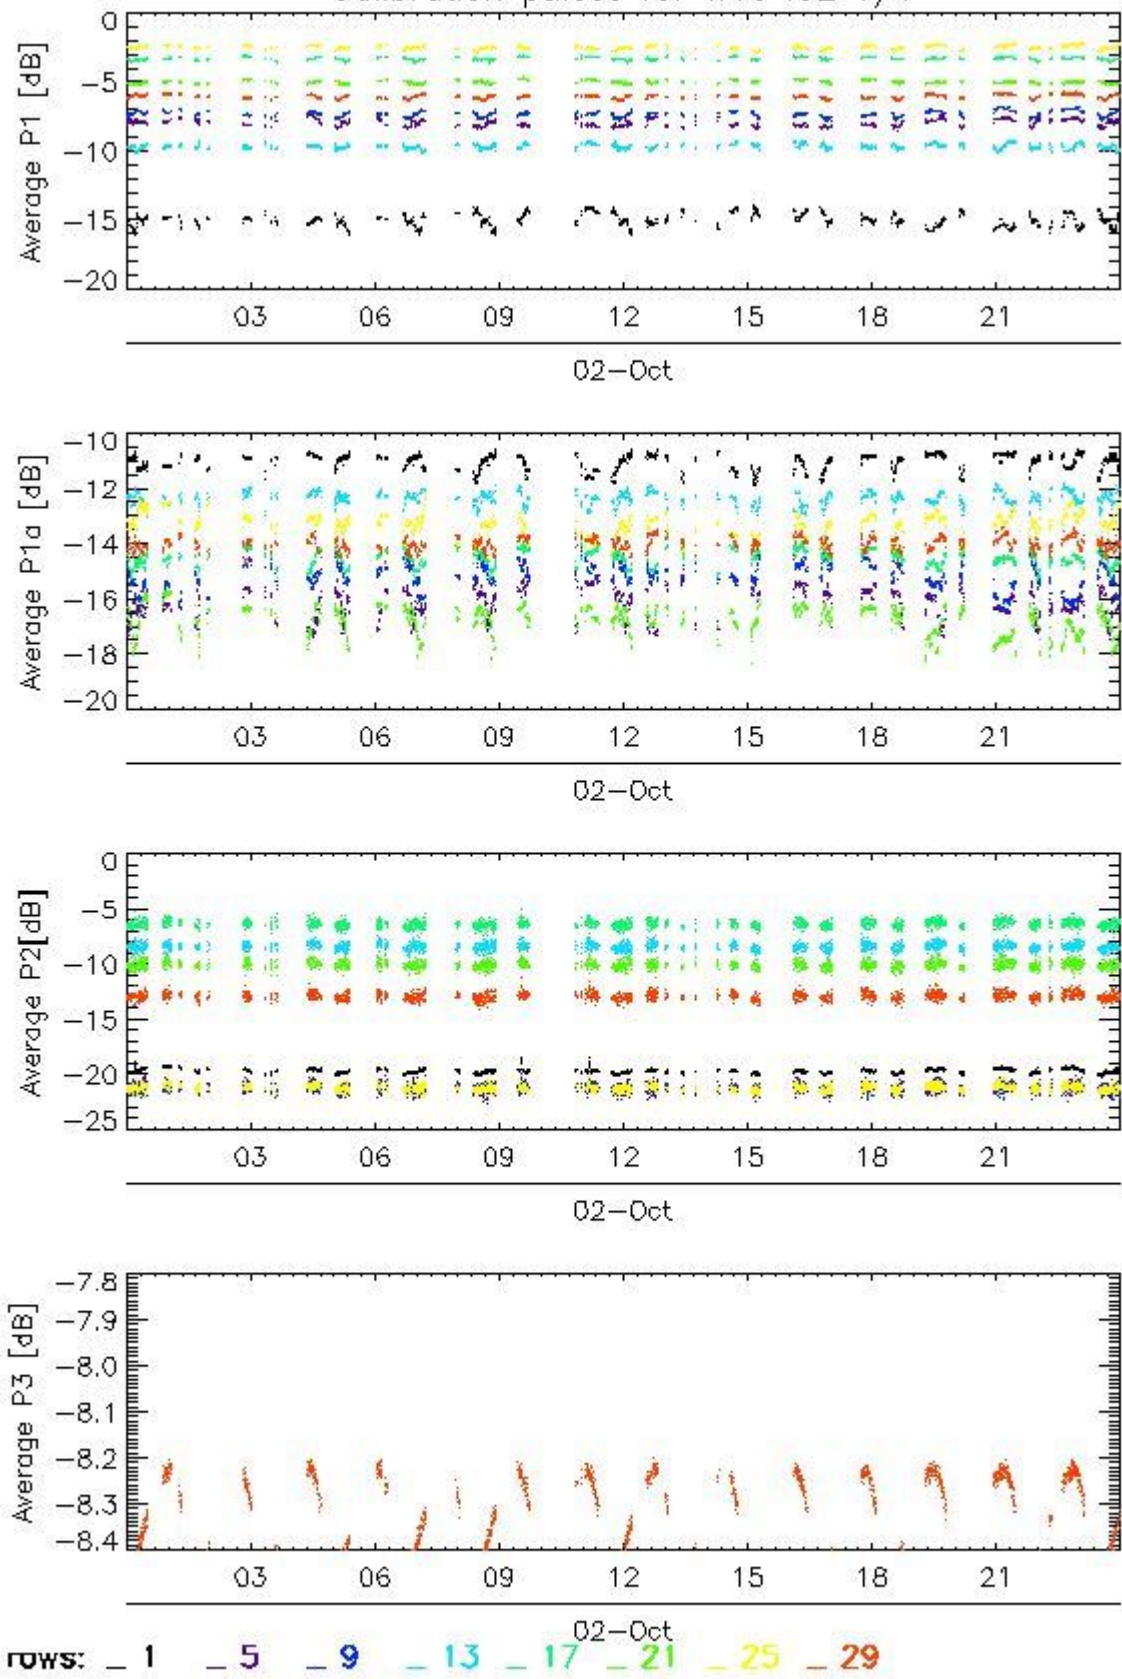 0
-5
-10
-15
-20
Average P1 [dB]
03 06 09 12 15 18 21
02-Oct
-10
-12
-14
-16
-18
-20
Average P1a [dB]
03 06 09 12 15 18 21
02-Oct
0
-5
-10
-15
-20
-25
Average P2[dB]
03 06 09 12 15 18 21
02-Oct
-7.8
-7.9
-8.0
-8.1
-8.2
-8.3
-8.4
Average P3 [dB]
03 06 09 12 15 18 21
02-Oct
rows: _ 1 _ 5 _ 9 _ 13 _ 17 _ 21 _ 25 _ 29